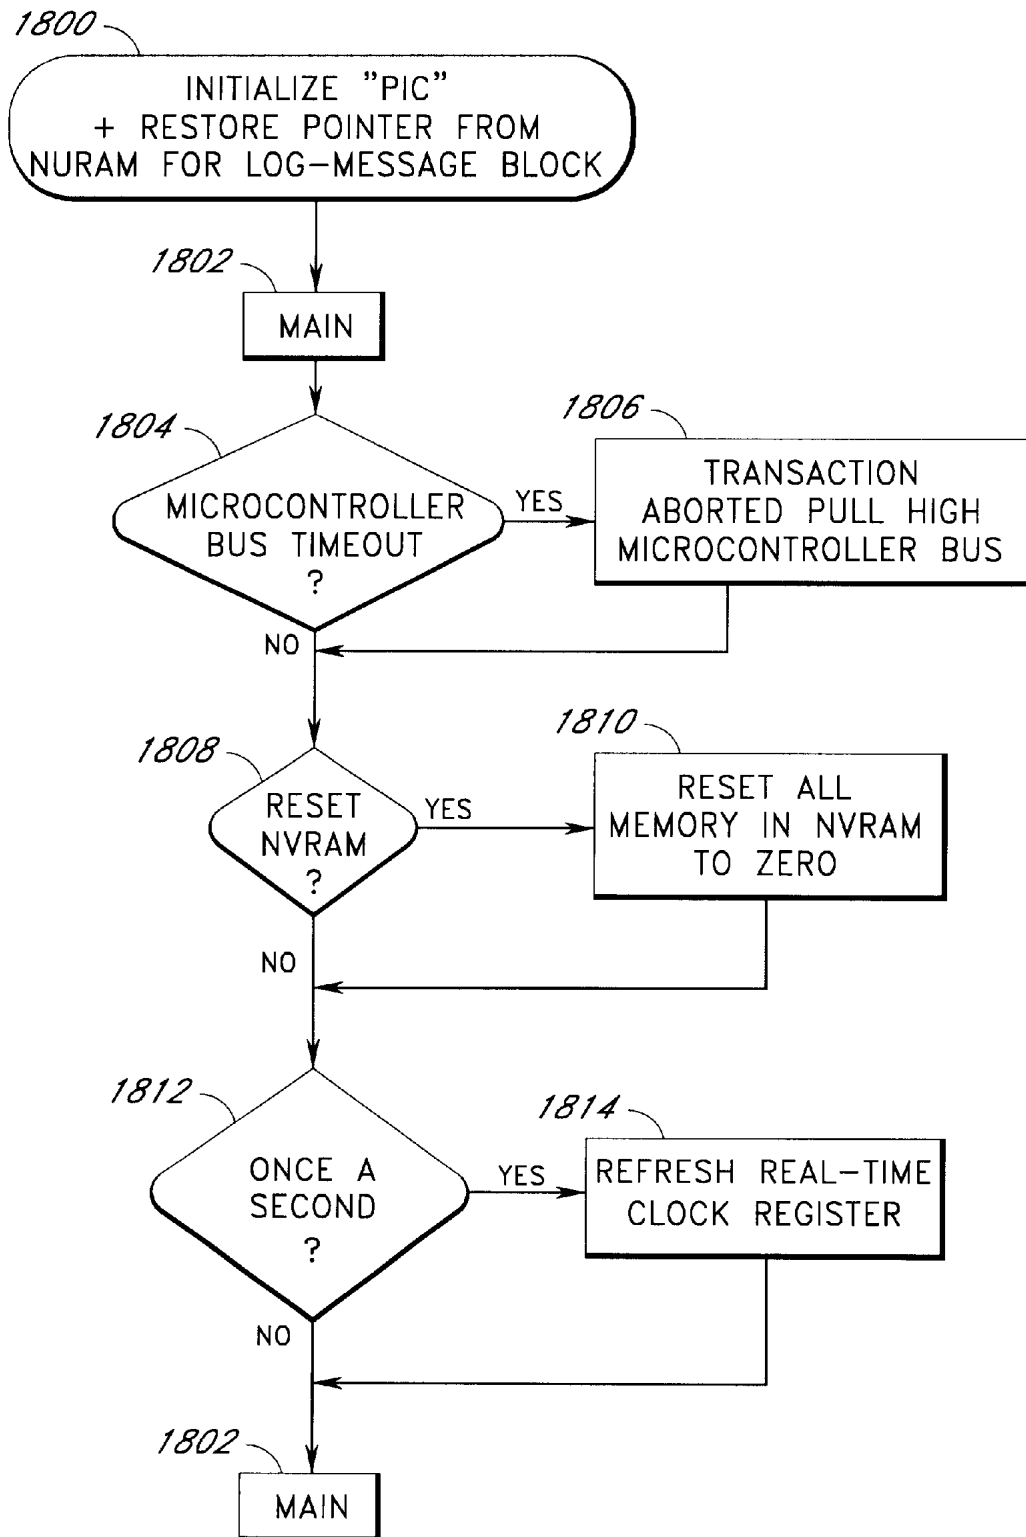 1800
INITIALIZE "PIC"
+ RESTORE POINTER FROM
NURAM FOR LOG-MESSAGE BLOCK
1802
MAIN
1804
MICROCONTROLLER
BUS TIMEOUT
?
YES
1806
TRANSACTION
ABORTED PULL HIGH
MICROCONTROLLER BUS
NO
1808
RESET
NVRAM
?
YES
1810
RESET ALL
MEMORY IN NVRAM
TO ZERO
NO
1812
ONCE A
SECOND
?
YES
1814
REFRESH REAL-TIME
CLOCK REGISTER
NO
1802
MAIN